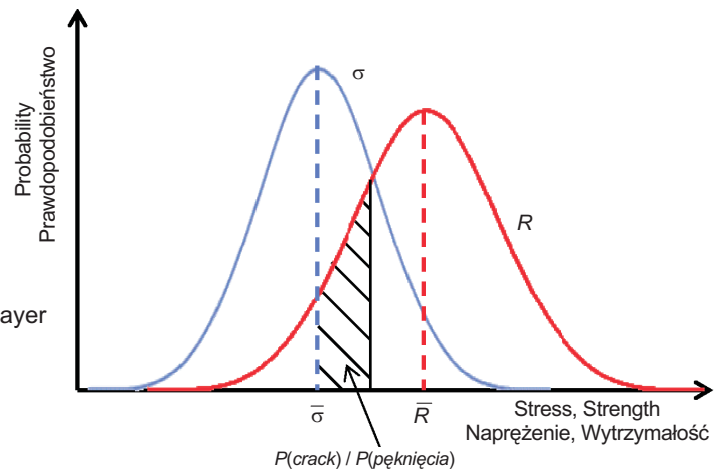 Probability
Prawdopodobieństwo
σ
R
ayer
σ̅
R̅
Stress, Strength
Naprężenie, Wytrzymałość
P(crack) / P(pęknięcia)